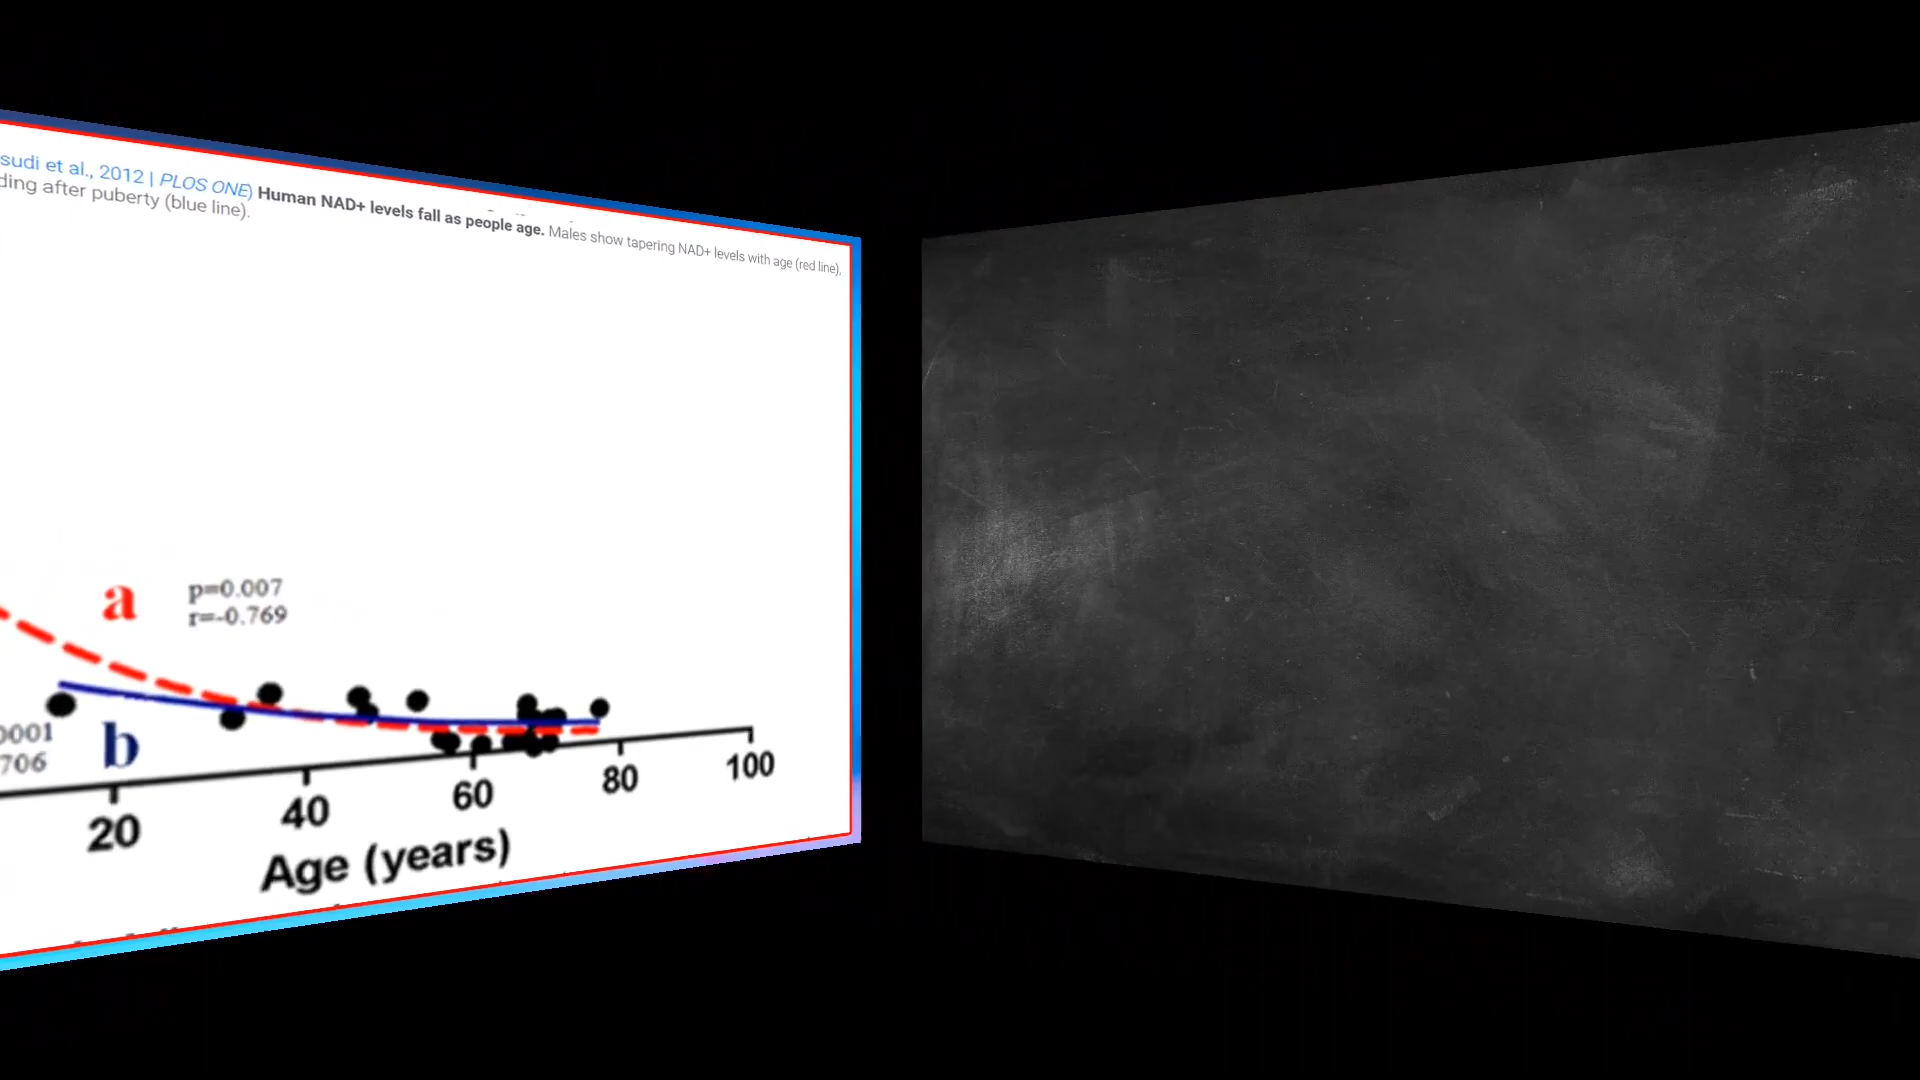 sudi et al., 2012 | PLOS ONE) Human NAD+ levels fall as people age. Males show tapering NAD+ levels with age (red line),
ding after puberty (blue line).
a
p=0.007
r=-0.769
0001
706
b
20
40
60
80
100
Age (years)